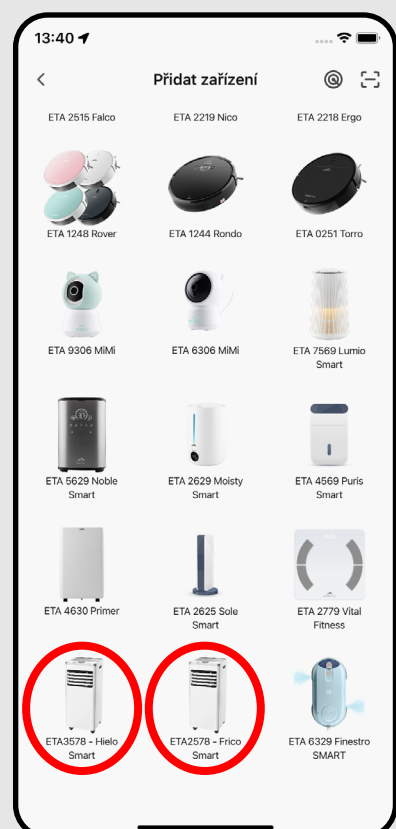 13:40
Přidat zařízení
ETA 2515 Falco
ETA 2219 Nico
ETA 2218 Ergo
ETA 1248 Rover
ETA 1244 Rondo
ETA 0251 Torro
ETA 9306 MiMi
ETA 6306 MiMi
ETA 7569 Lumio
Smart
ETA 5629 Noble
Smart
ETA 2629 Moisty
Smart
ETA 4569 Puris
Smart
ETA 4630 Primer
ETA 2625 Sole
Smart
ETA 2779 Vital
Fitness
ETA3578 - Hielo
Smart
ETA2578 - Frico
Smart
ETA 6329 Finestro
SMART